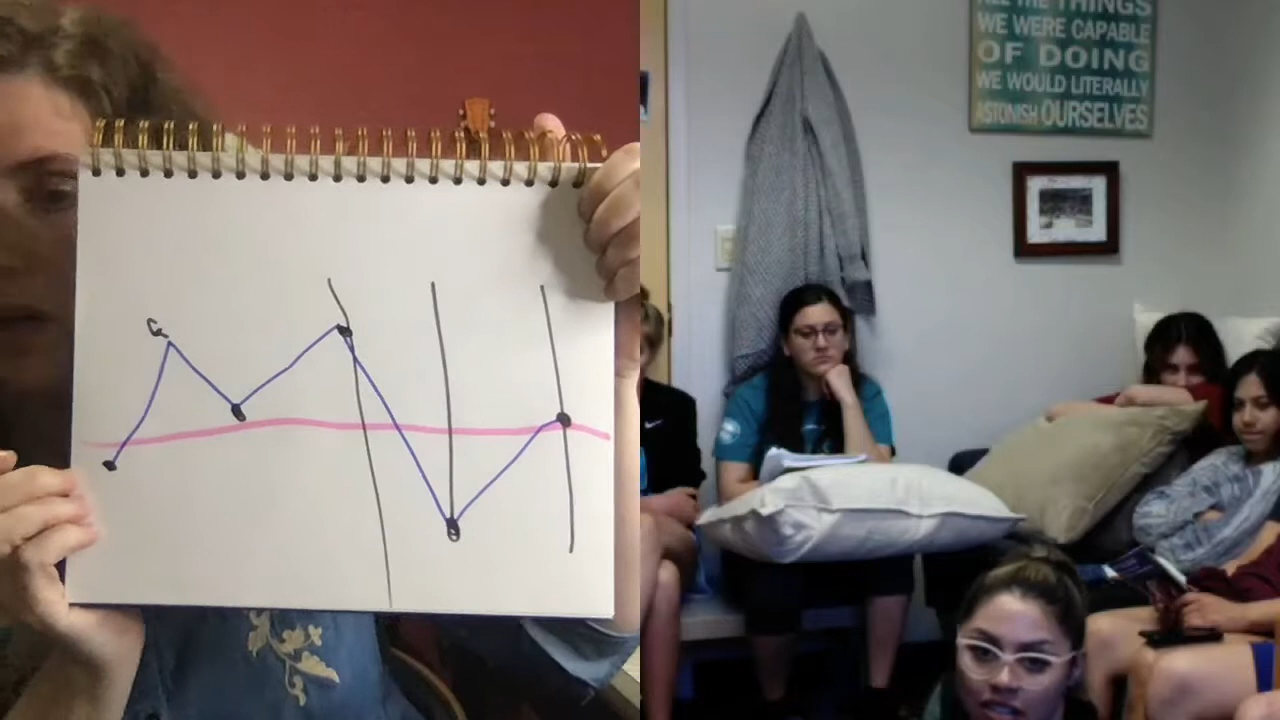 G
ALL THE THINGS
WE WERE CAPABLE
OF DOING
WE WOULD LITERALLY
ASTONISH OURSELVES